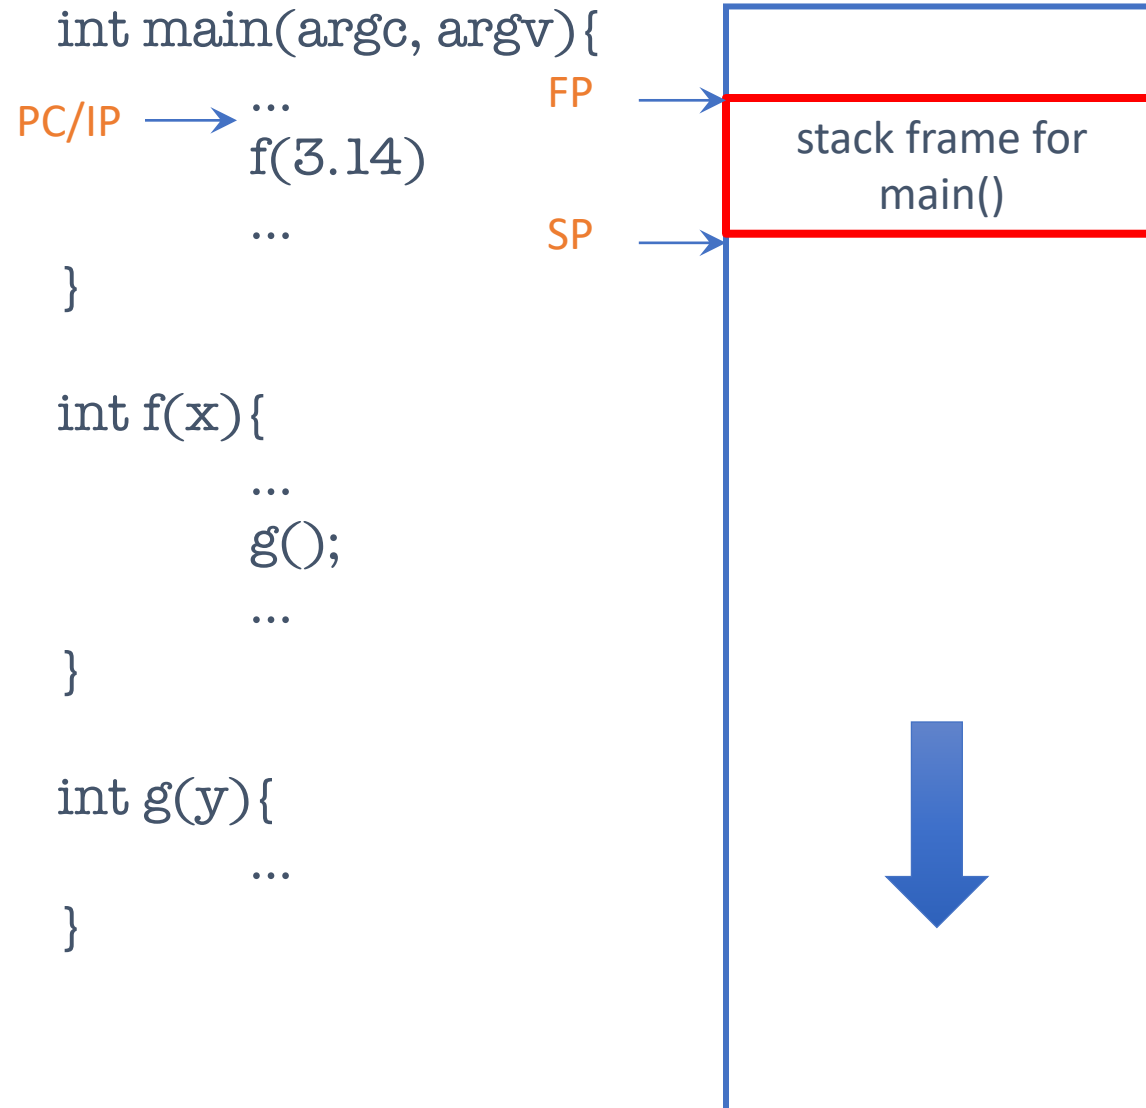 int main(argc, argv){
...
f(3.14)
...
}
int f(x){
...
g();
...
}
int g(y){
...
}
PC/IP
FP
SP
stack frame for
main()